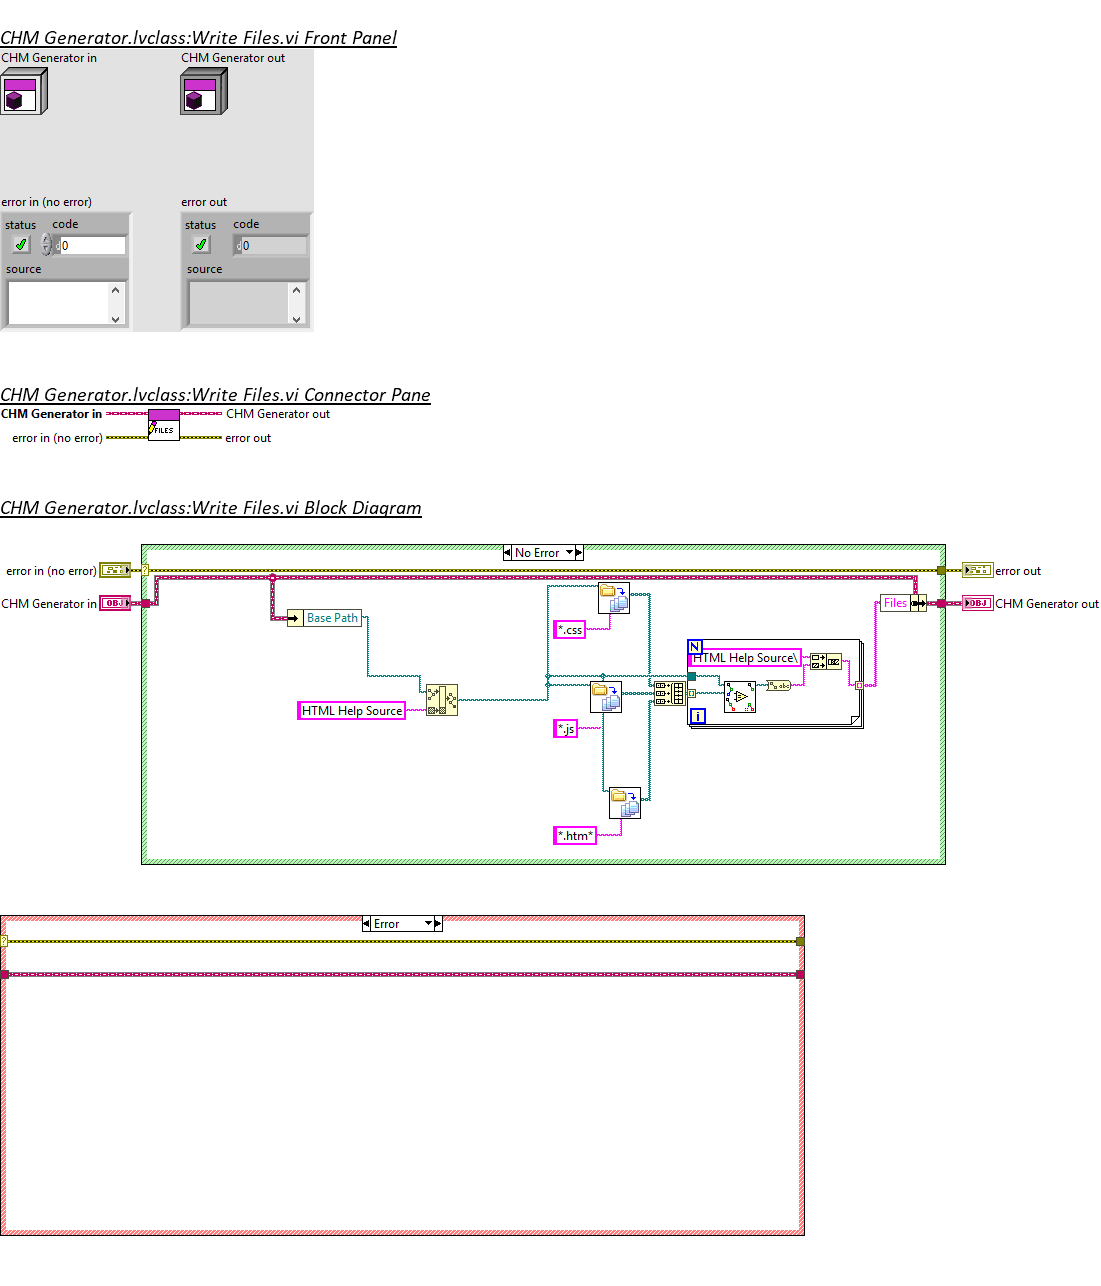 CHM Generator.lvclass:Write Files.vi Front Panel
CHM Generator in
CHM Generator out
error in (no error)
error out
status
code
status
code
d
0
d
0
source
source
CHM Generator.lvclass:Write Files.vi Connector Pane
CHM Generator in
CHM Generator out
FILES
error in (no error)
error out
CHM Generator.lvclass:Write Files.vi Block Diagram
No Error
error in (no error)
?
error out
CHM Generator in
OBJ
Files
OBJ
CHM Generator out
Base Path
*.css
N
HTML Help Source\
abc
HTML Help Source
*.js
i
*.htm*
Error
?